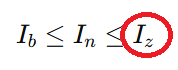 I_b ≤ I_n ≤ I_z